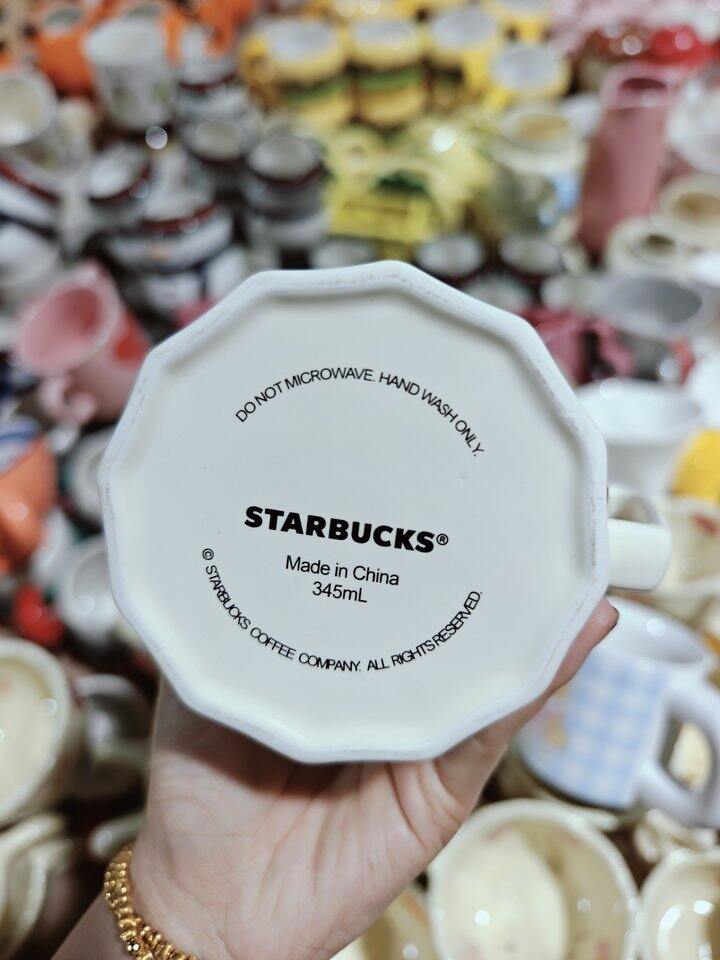 DO NOT MICROWAVE. HAND WASH ONLY.
STARBUCKS®
Made in China
345mL
© STARBUCKS COFFEE COMPANY. ALL RIGHTS RESERVED.